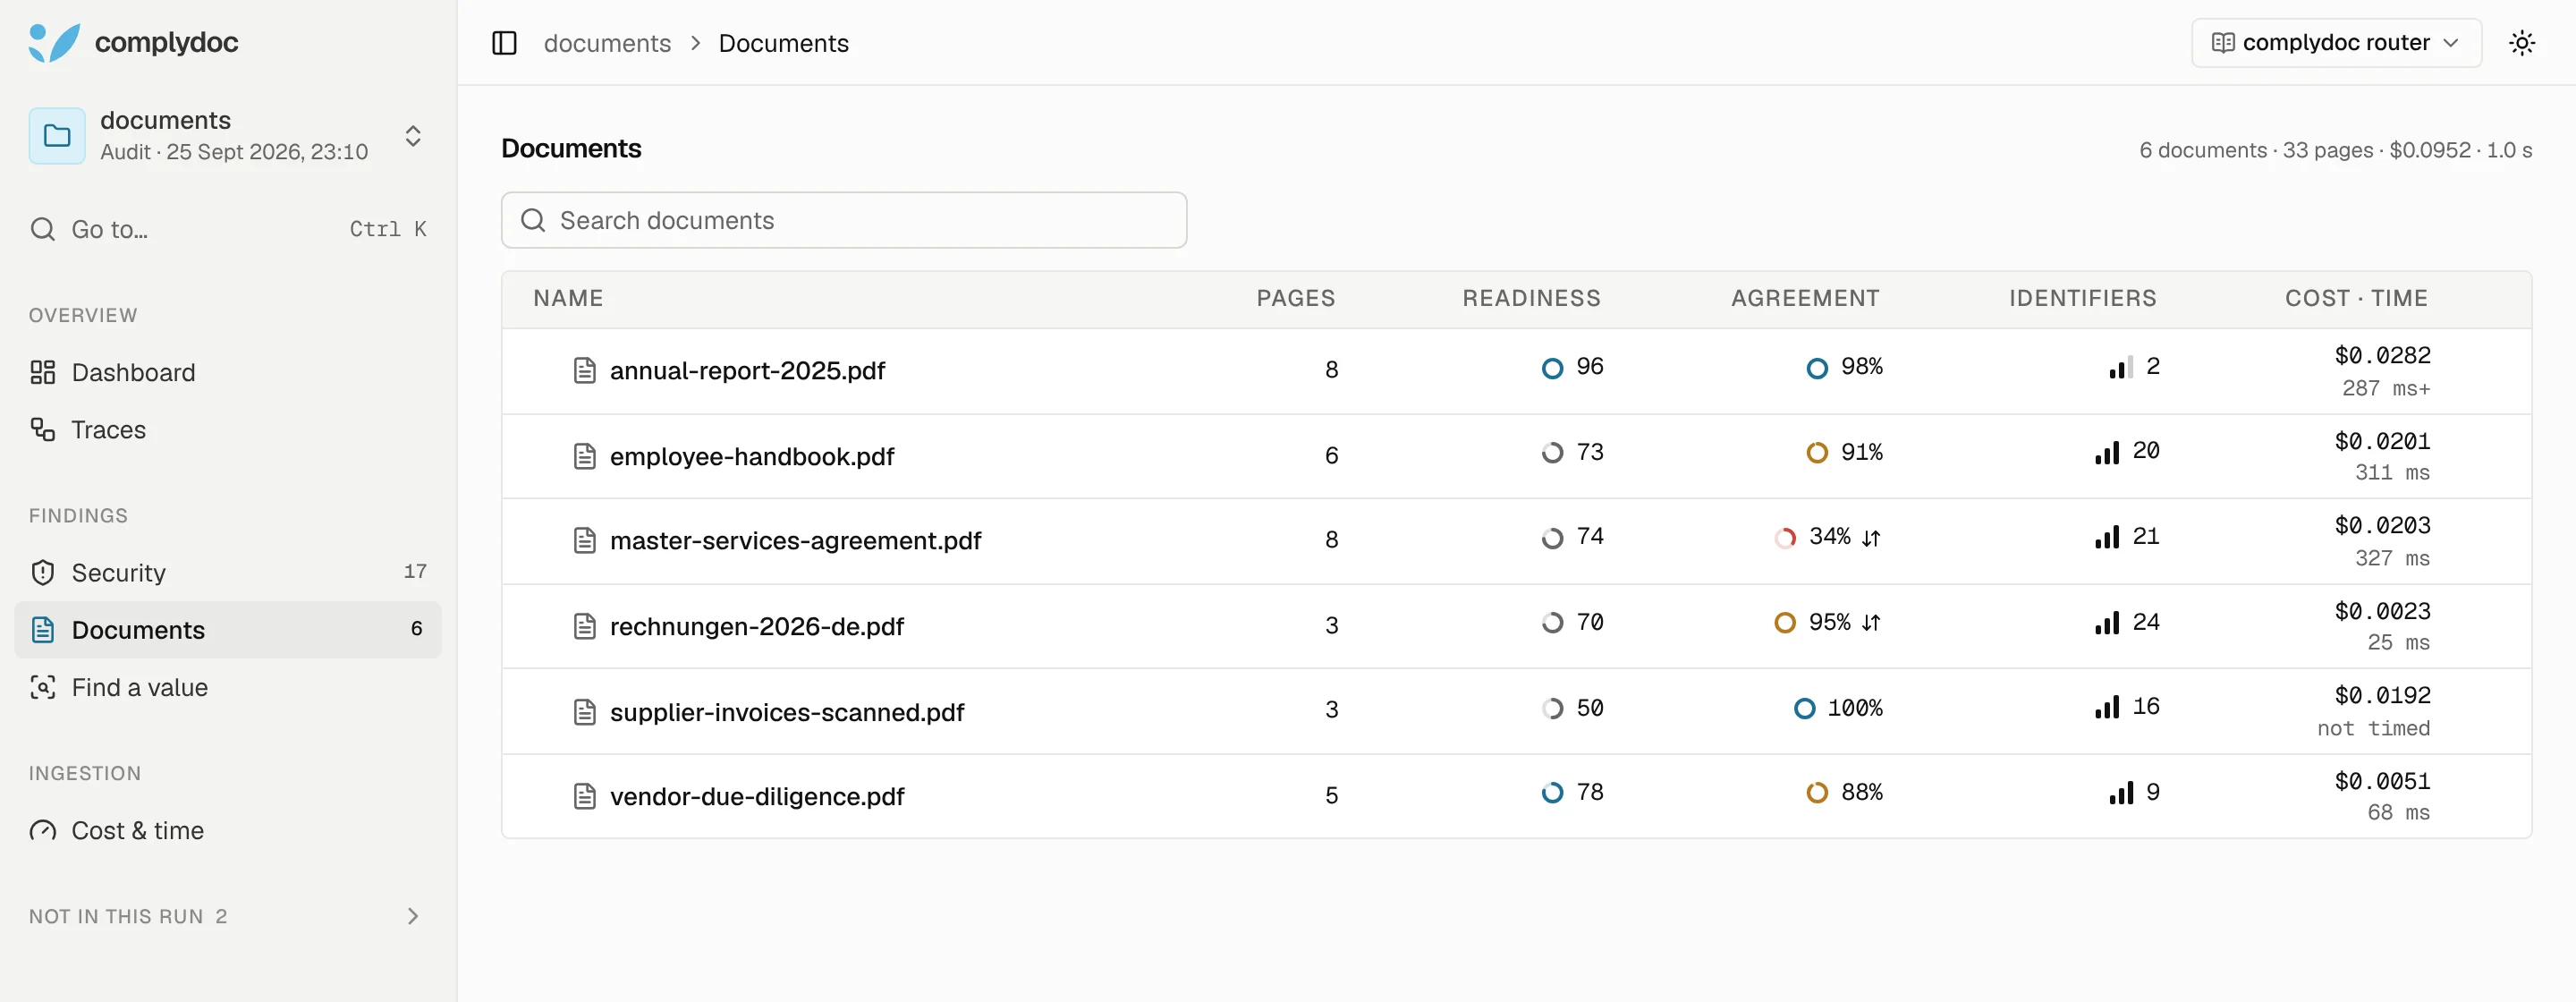 complydoc
documents
Audit · 25 Sept 2026, 23:10
Go to... Ctrl K
OVERVIEW
Dashboard
Traces
FINDINGS
Security 17
Documents 6
Find a value
INGESTION
Cost & time
NOT IN THIS RUN 2
documents > Documents
complydoc router
Documents
6 documents · 33 pages · $0.0952 · 1.0 s
Search documents
NAME PAGES READINESS AGREEMENT IDENTIFIERS COST · TIME
annual-report-2025.pdf 8 96 98% 2 $0.0282
287 ms+
employee-handbook.pdf 6 73 91% 20 $0.0201
311 ms
master-services-agreement.pdf 8 74 34% 21 $0.0203
327 ms
rechnungen-2026-de.pdf 3 70 95% 24 $0.0023
25 ms
supplier-invoices-scanned.pdf 3 50 100% 16 $0.0192
not timed
vendor-due-diligence.pdf 5 78 88% 9 $0.0051
68 ms